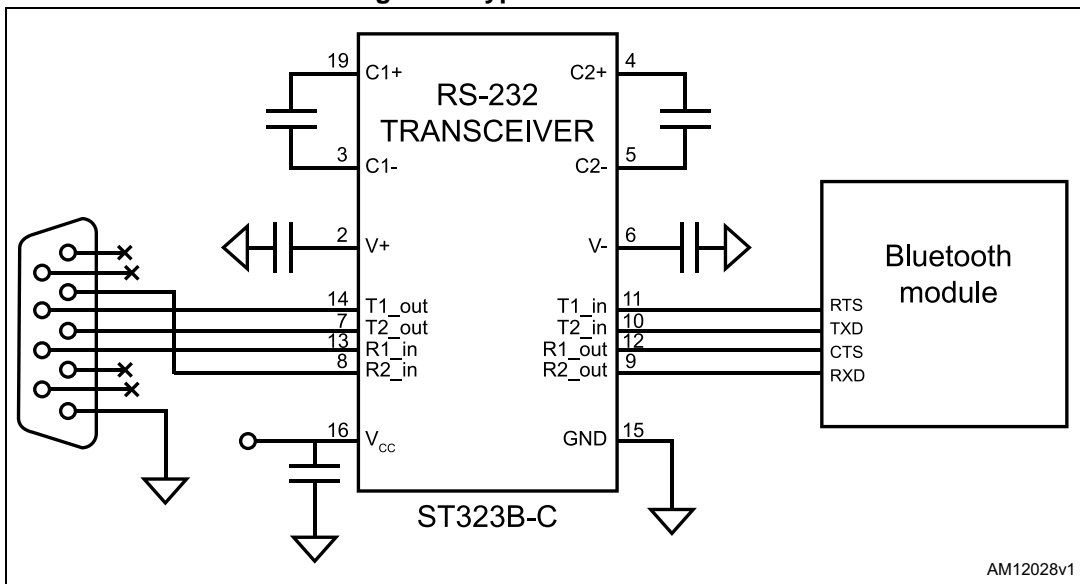 19 C1+ C2+ 4
RS-232
TRANSCEIVER
3 C1- C2- 5
2 V+ V- 6
Bluetooth
module
14 T1_out T1_in 11 RTS
7 T2_out T2_in 10 TXD
13 R1_in R1_out 12 CTS
8 R2_in R2_out 9 RXD
16 Vcc GND 15
ST323B-C
AM12028v1